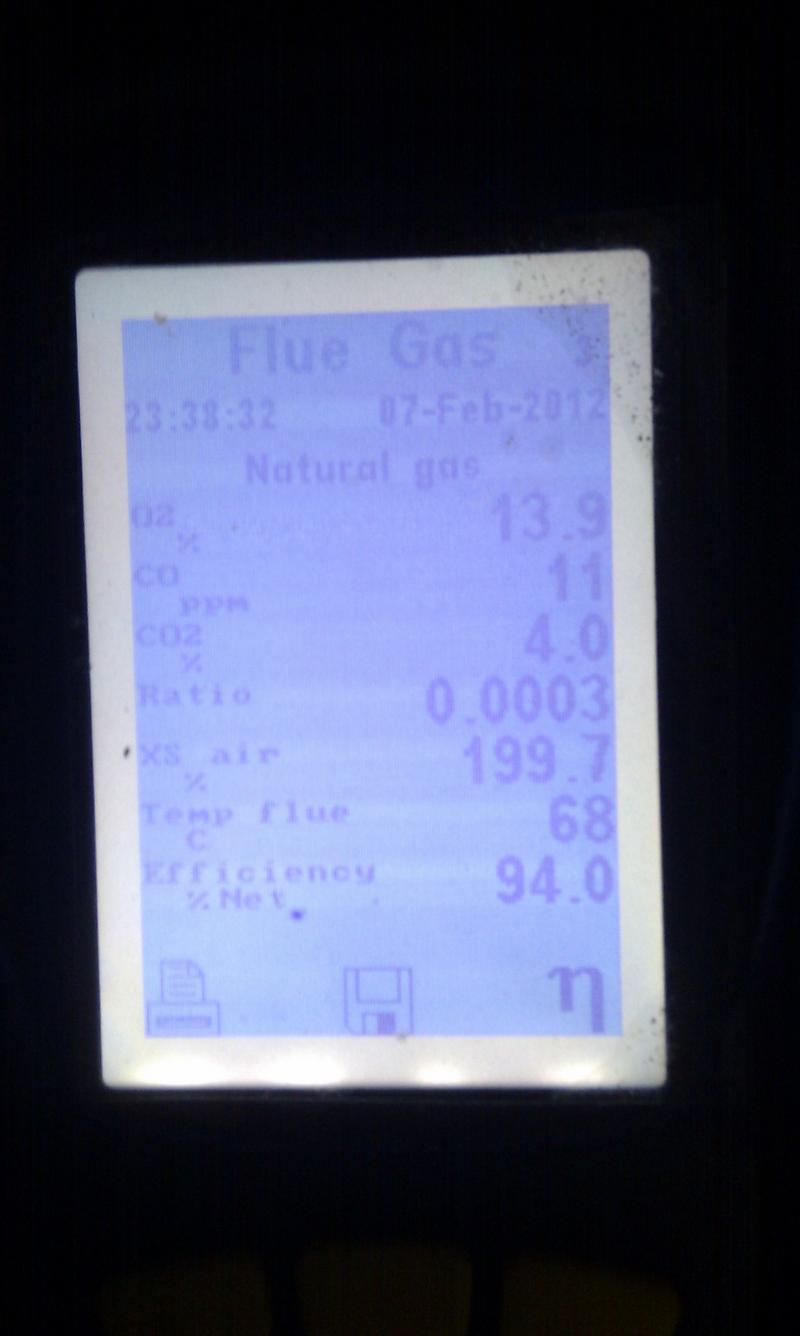 Flue Gas 3
23:38:32 07-Feb-2012
Natural gas
O2 13.9
%
CO 11
ppm
CO2 4.0
%
Ratio 0.0003
XS air 199.7
%
Temp flue 68
C
Efficiency 94.0
% Net
η